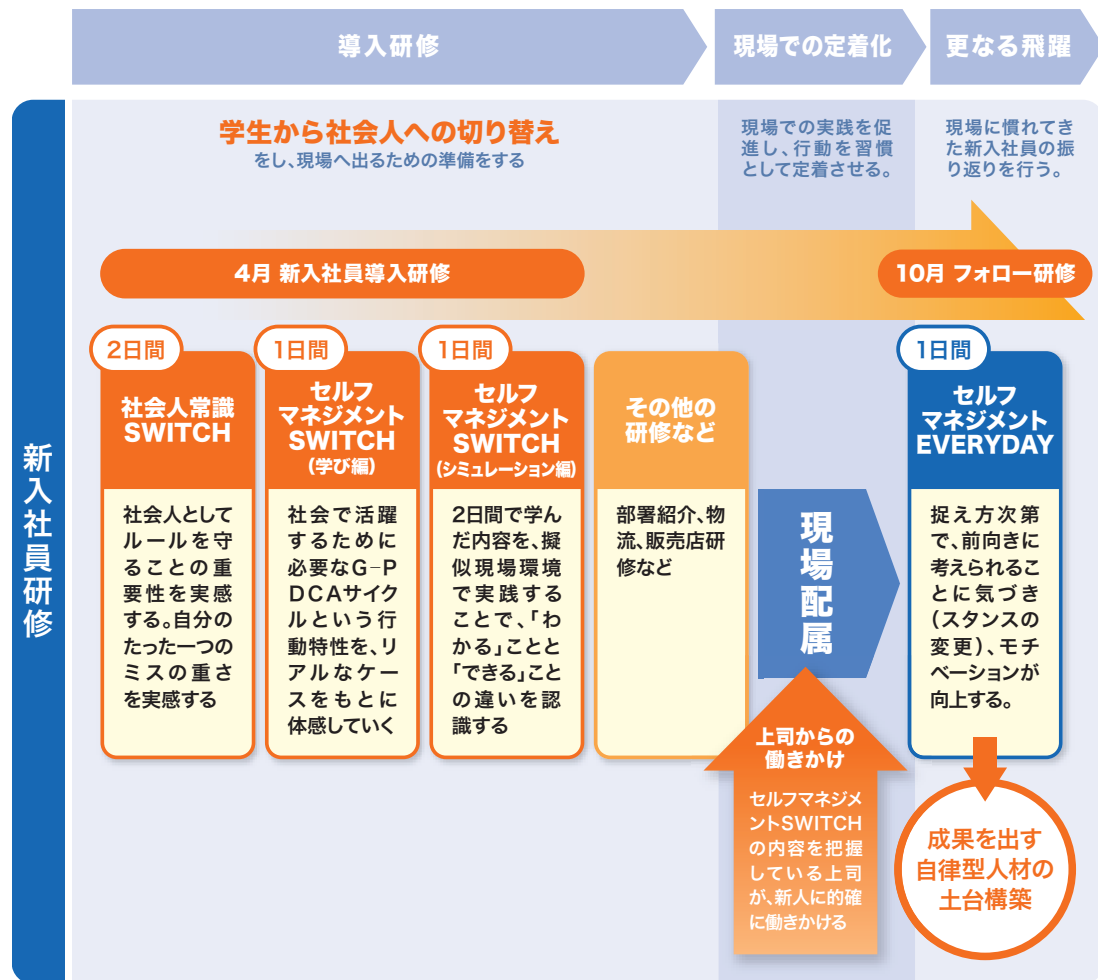 導入研修
現場での定着化
更なる飛躍
新入社員研修
学生から社会人への切り替え
をし、現場へ出るための準備をする
現場での実践を促
進し、行動を習慣
として定着させる。
現場に慣れてき
た新入社員の振
り返りを行う。
4月 新入社員導入研修
10月 フォロー研修
2日間
社会人常識
SWITCH
社会人として
ルールを守
ることの重
要性を実感
する。自分の
たった一つの
ミスの重さ
を実感する
1日間
セルフ
マネジメント
SWITCH
(学び編)
社会で活躍
するために
必要なG-P
DCAサイク
ルという行
動特性を、リ
アルなケー
スをもとに
体感していく
1日間
セルフ
マネジメント
SWITCH
(シミュレーション編)
2日間で学ん
だ内容を、擬
似現場環境
で実践する
ことで、「わ
かる」ことと
「できる」こと
の違いを認
識する
その他の
研修など
部署紹介、物
流、販売店研
修など
現場配属
上司からの
働きかけ
セルフマネジメ
ントSWITCH
の内容を把握
している上司
が、新人に的確
に働きかける
1日間
セルフ
マネジメント
EVERYDAY
捉え方次第
で、前向きに
考えられるこ
とに気づき
(スタンスの
変更)、モチ
ベーションが
向上する。
成果を出す
自律型人材の
土台構築